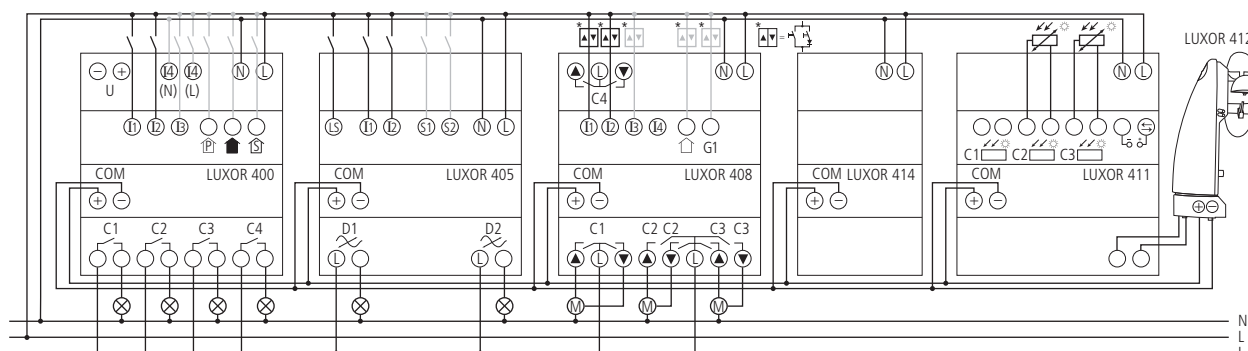 LUXOR 412
* * * * * * =
I4 I4 N L
N L
L
N L
N L
N L
U (N) (L)
C4
I1 I2 I3
LS I1 I2 S1 S2 N L
I1 I2 I3 I4 G1
P S
C1 C2 C3
COM LUXOR 400
COM LUXOR 405
COM LUXOR 408
COM LUXOR 414
COM LUXOR 411
+ −
+ −
+ −
+ −
+ −
+ −
C1 C2 C3 C4
D1 D2
C1 C2 C2 C3 C3
L L
L L
M M M
N
L